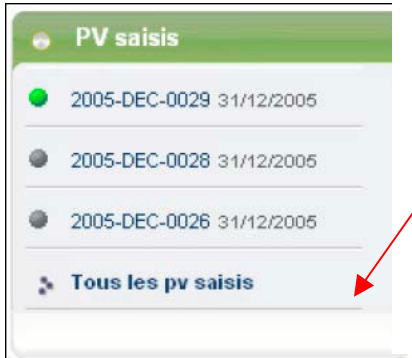 PV saisis
2005-DEC-0029 31/12/2005
2005-DEC-0028 31/12/2005
2005-DEC-0026 31/12/2005
Tous les pv saisis